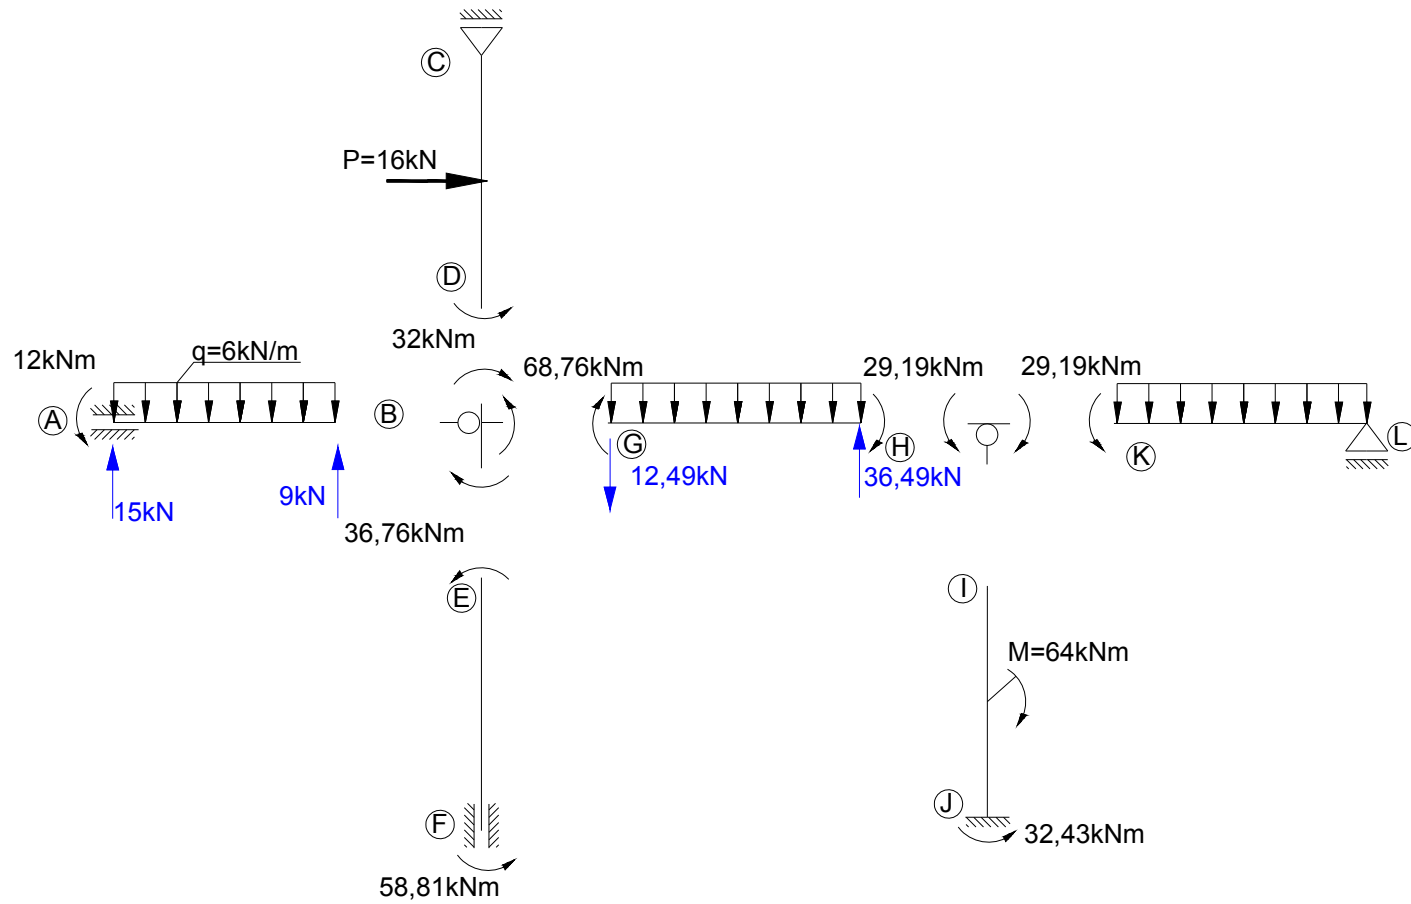 C
P=16kN
D
32kNm
12kNm
q=6kN/m
68,76kNm
29,19kNm
29,19kNm
A
B
G
H
K
L
15kN
9kN
12,49kN
36,49kN
36,76kNm
E
I
M=64kNm
F
J
32,43kNm
58,81kNm